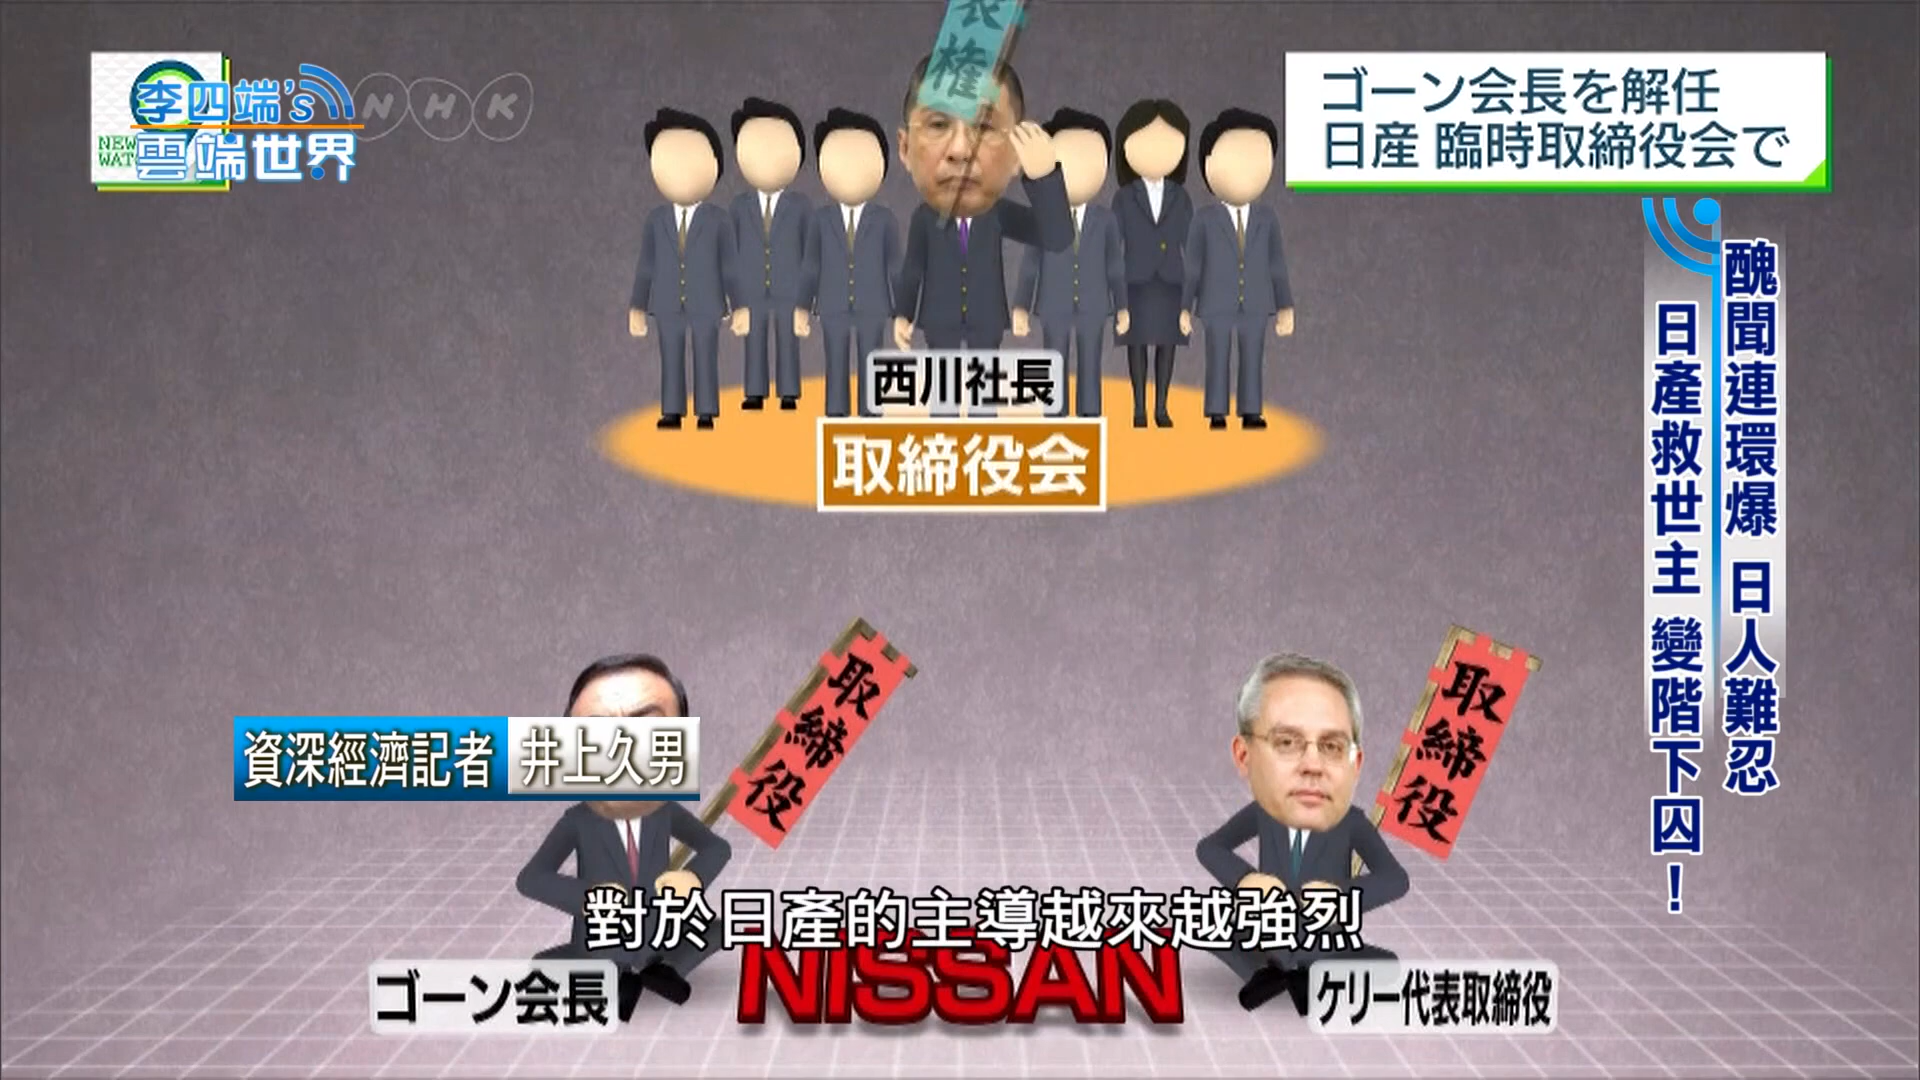 NEWS
WAT
李四端's
雲端世界
NHK
権
ゴーン会長を解任
日産 臨時取締役会で
醜聞連環爆 日人難忍
日產救世主 變階下囚！
西川社長
取締役会
取締役
取締役
資深經濟記者 井上久男
對於日產的主導越來越強烈
NISSAN
ゴーン会長
ケリー代表取締役